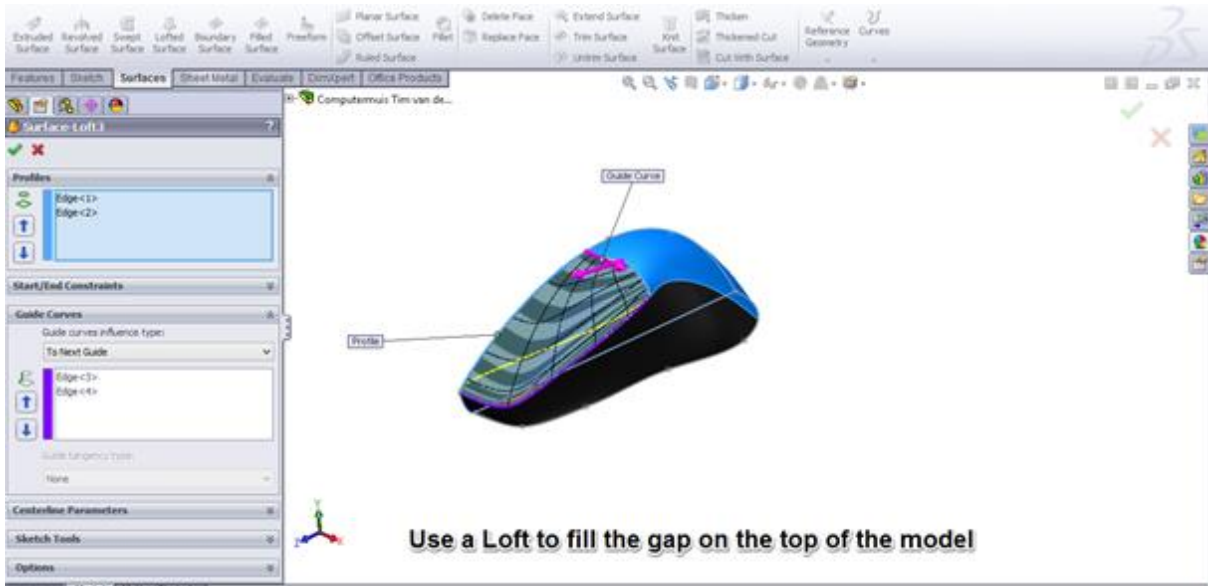 Extruded Surface
Revolved Surface
Swept Surface
Lofted Surface
Boundary Surface
Filled Surface
Freeform
Planar Surface
Offset Surface
Ruled Surface
Fillet
Delete Face
Replace Face
Extend Surface
Trim Surface
Untrim Surface
Knit Surface
Thicken
Thickened Cut
Cut With Surface
Reference Geometry
Curves
Features Sketch Surfaces Sheet Metal Evaluate DimXpert Office Products
Computermuis Tim van de...
Surface-Loft3 ?
Profiles
Edge<1>
Edge<2>
Start/End Constraints
Guide Curves
Guide curves influence type:
To Next Guide
Edge<3>
Edge<4>
Guide tangency type:
None
Centerline Parameters
Sketch Tools
Options
Guide Curve
Profile
Y
Z
X
Use a Loft to fill the gap on the top of the model